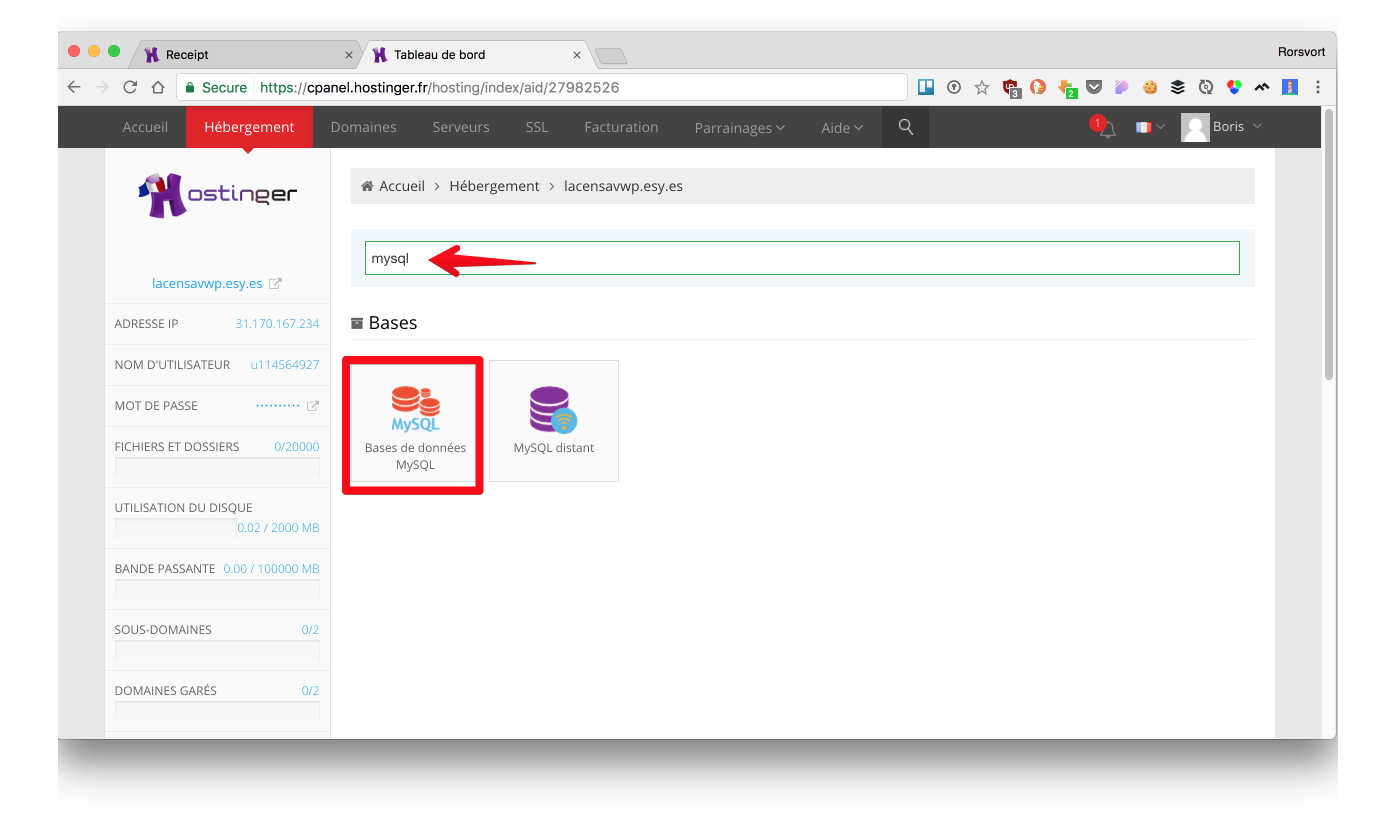 Receipt
Tableau de bord
Rorsvort
Secure https://cpanel.hostinger.fr/hosting/index/aid/27982526
3
2
Accueil Hébergement Domaines Serveurs SSL Facturation Parrainages Aide 1 Boris
Hostinger
lacensavwp.esy.es
ADRESSE IP 31.170.167.234
NOM D'UTILISATEUR u114564927
MOT DE PASSE ··········
FICHIERS ET DOSSIERS 0/20000
UTILISATION DU DISQUE
0.02 / 2000 MB
BANDE PASSANTE 0.00 / 100000 MB
SOUS-DOMAINES 0/2
DOMAINES GARÉS 0/2
Accueil > Hébergement > lacensavwp.esy.es
mysql
Bases
MySQL
Bases de données
MySQL
MySQL distant